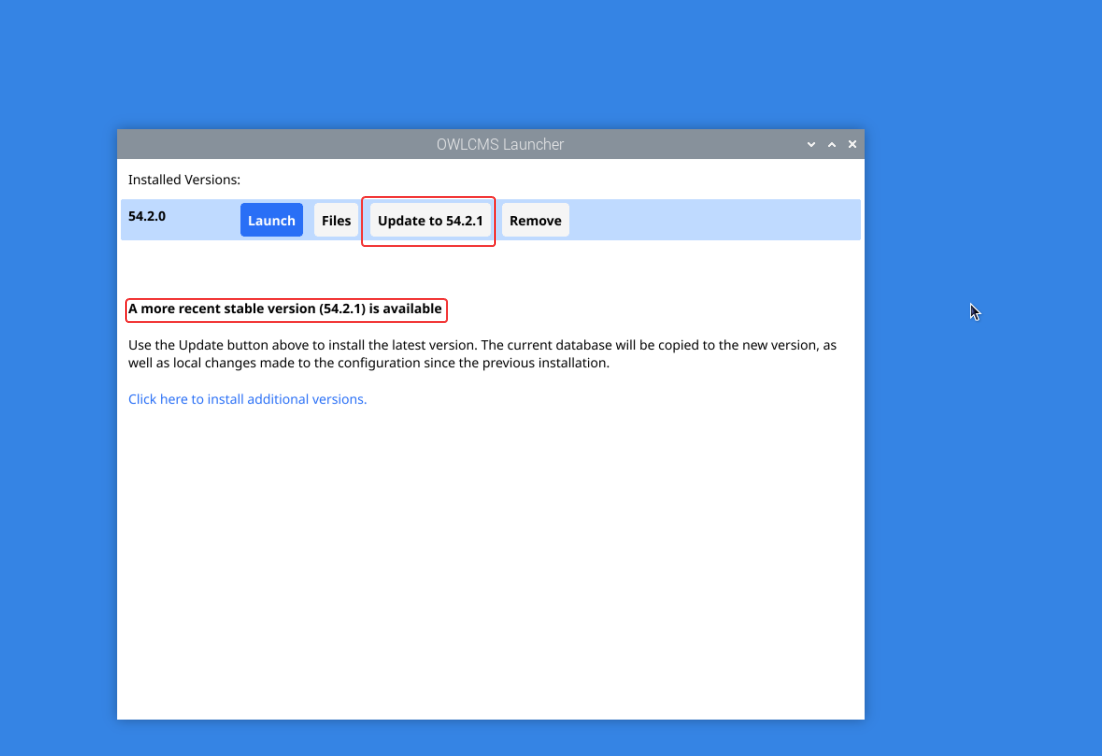 OWLCMS Launcher
Installed Versions:
54.2.0 Launch Files Update to 54.2.1 Remove
A more recent stable version (54.2.1) is available
Use the Update button above to install the latest version. The current database will be copied to the new version, as
well as local changes made to the configuration since the previous installation.
Click here to install additional versions.